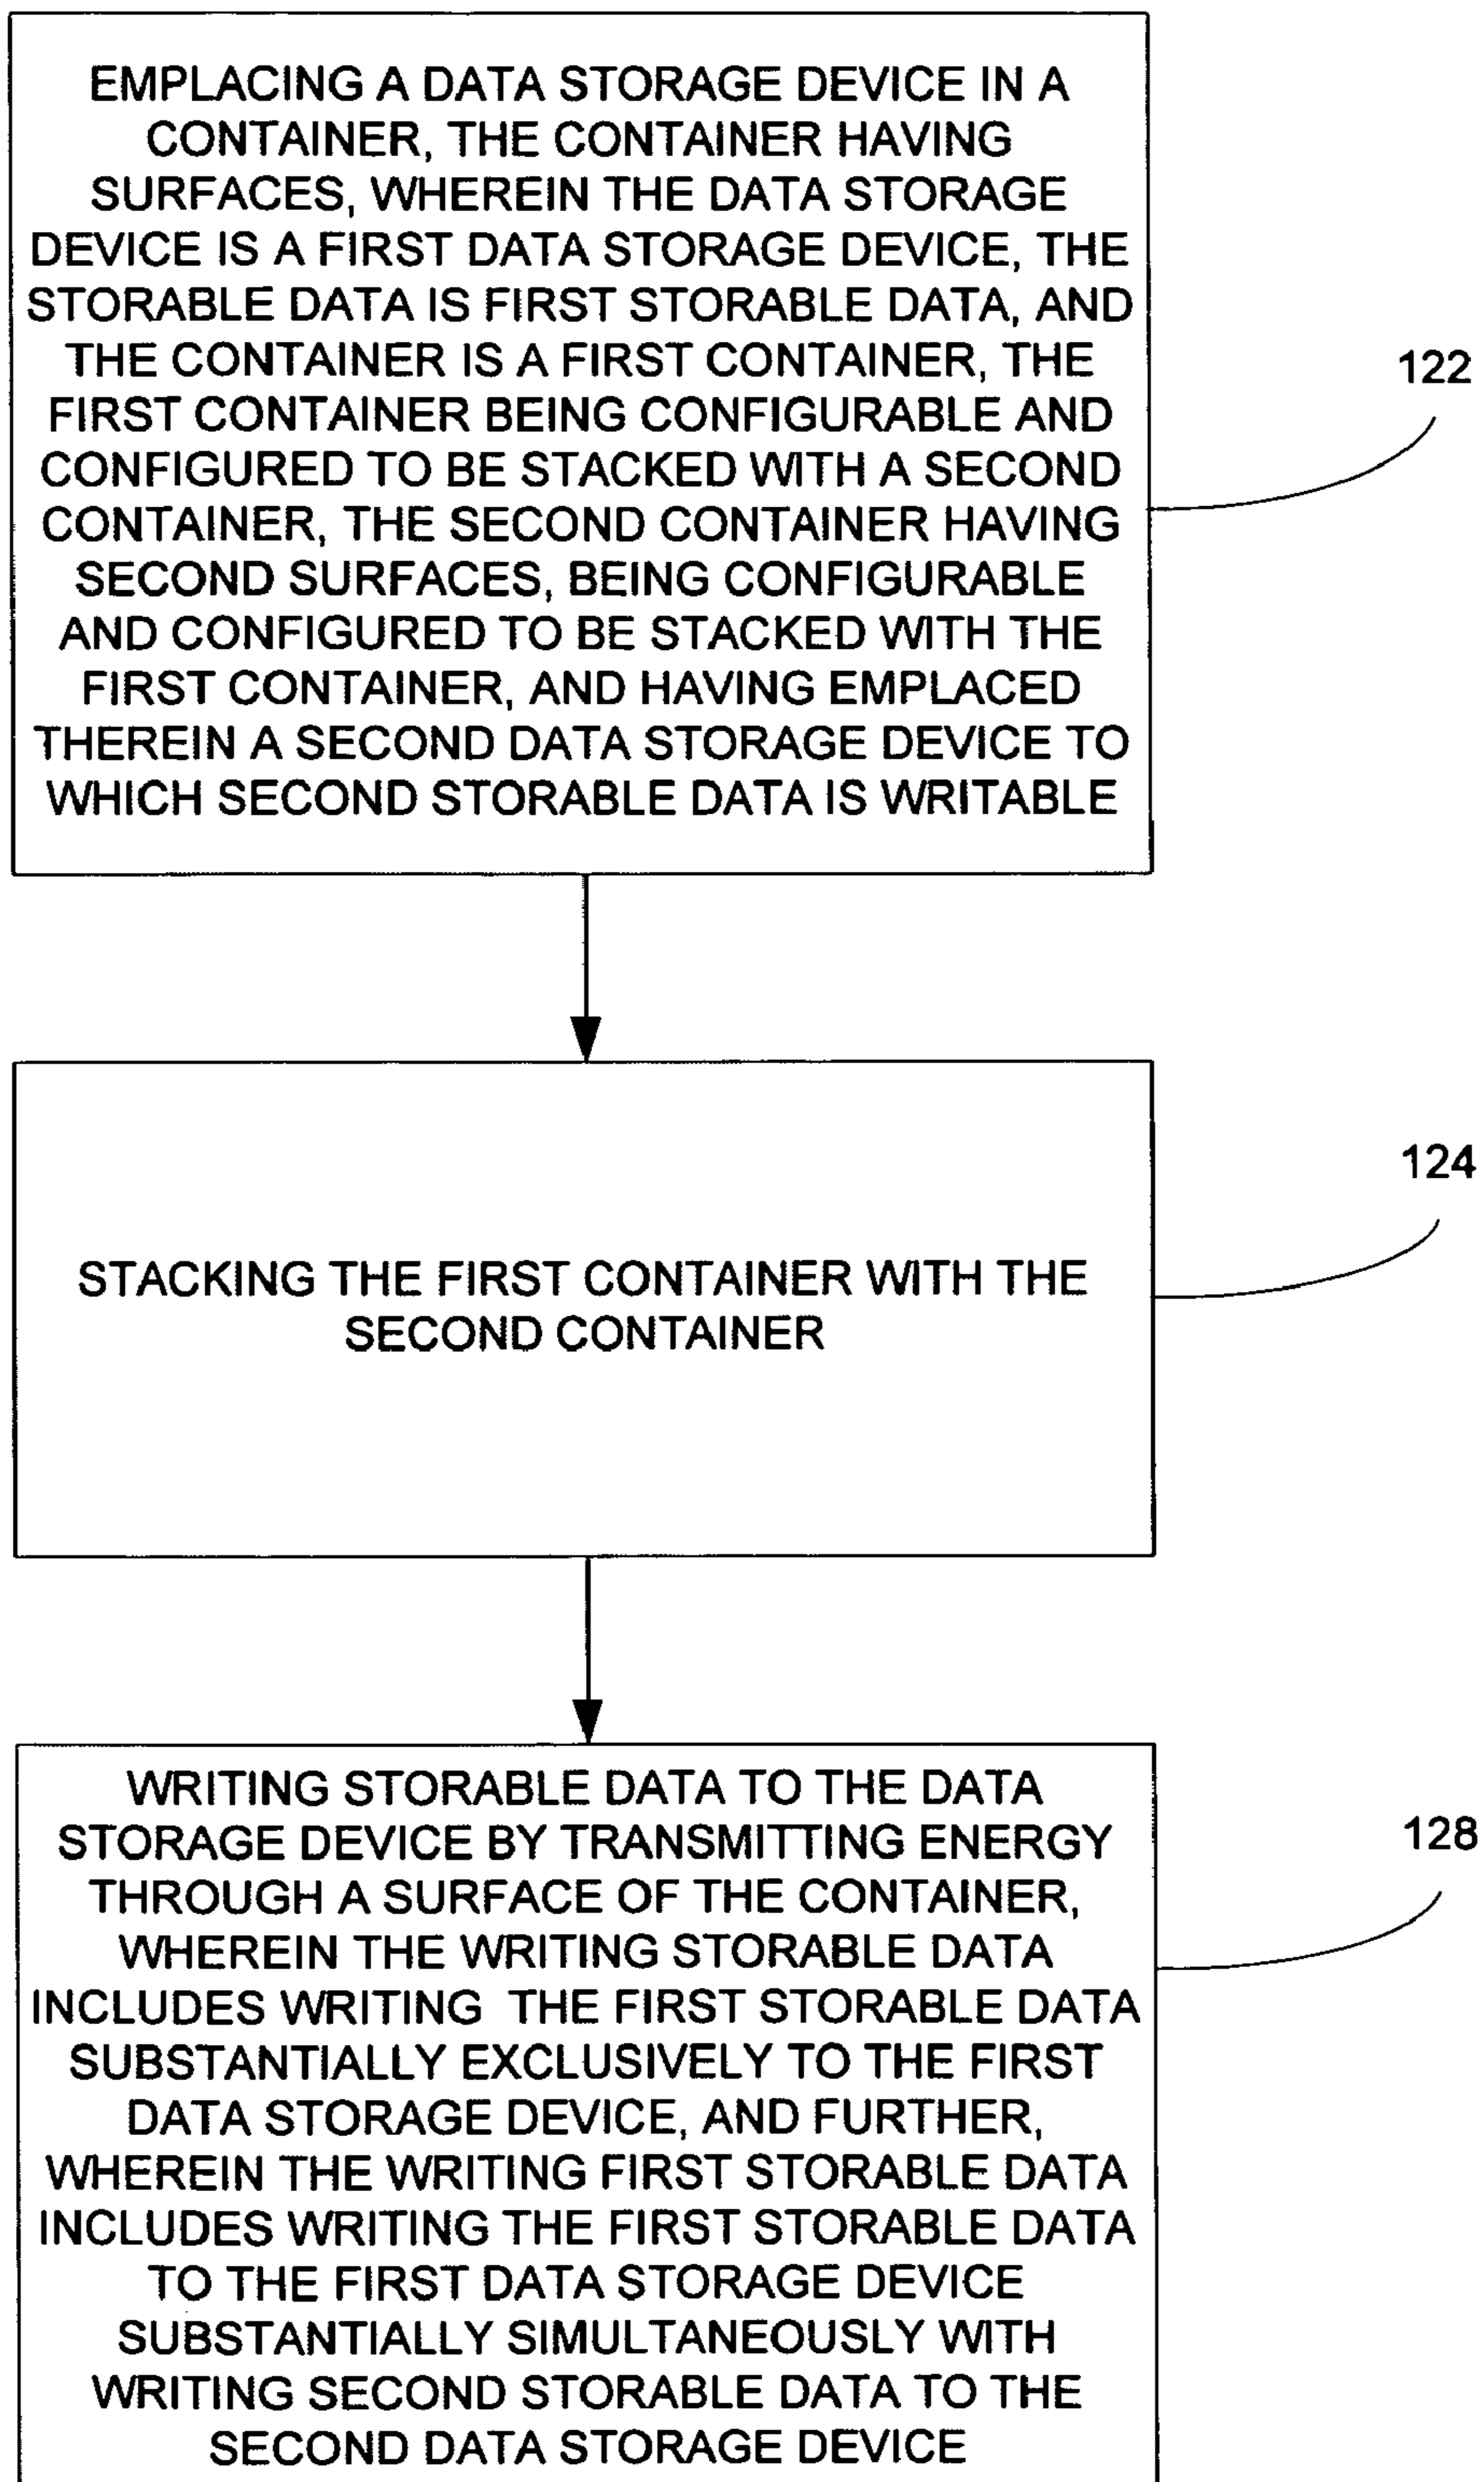 EMPLACING A DATA STORAGE DEVICE IN A
CONTAINER, THE CONTAINER HAVING
SURFACES, WHEREIN THE DATA STORAGE
DEVICE IS A FIRST DATA STORAGE DEVICE, THE
STORABLE DATA IS FIRST STORABLE DATA, AND
THE CONTAINER IS A FIRST CONTAINER, THE
FIRST CONTAINER BEING CONFIGURABLE AND
CONFIGURED TO BE STACKED WITH A SECOND
CONTAINER, THE SECOND CONTAINER HAVING
SECOND SURFACES, BEING CONFIGURABLE
AND CONFIGURED TO BE STACKED WITH THE
FIRST CONTAINER, AND HAVING EMPLACED
THEREIN A SECOND DATA STORAGE DEVICE TO
WHICH SECOND STORABLE DATA IS WRITABLE
122
STACKING THE FIRST CONTAINER WITH THE
SECOND CONTAINER
124
WRITING STORABLE DATA TO THE DATA
STORAGE DEVICE BY TRANSMITTING ENERGY
THROUGH A SURFACE OF THE CONTAINER,
WHEREIN THE WRITING STORABLE DATA
INCLUDES WRITING THE FIRST STORABLE DATA
SUBSTANTIALLY EXCLUSIVELY TO THE FIRST
DATA STORAGE DEVICE, AND FURTHER,
WHEREIN THE WRITING FIRST STORABLE DATA
INCLUDES WRITING THE FIRST STORABLE DATA
TO THE FIRST DATA STORAGE DEVICE
SUBSTANTIALLY SIMULTANEOUSLY WITH
WRITING SECOND STORABLE DATA TO THE
SECOND DATA STORAGE DEVICE
128